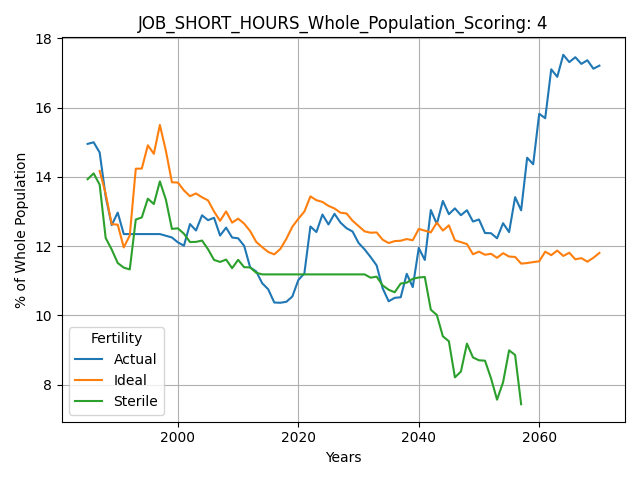 JOB_SHORT_HOURS_Whole_Population_Scoring: 4
% of Whole Population
18
16
14
12
10
8
Fertility
Actual
Ideal
Sterile
2000 2020 2040 2060
Years